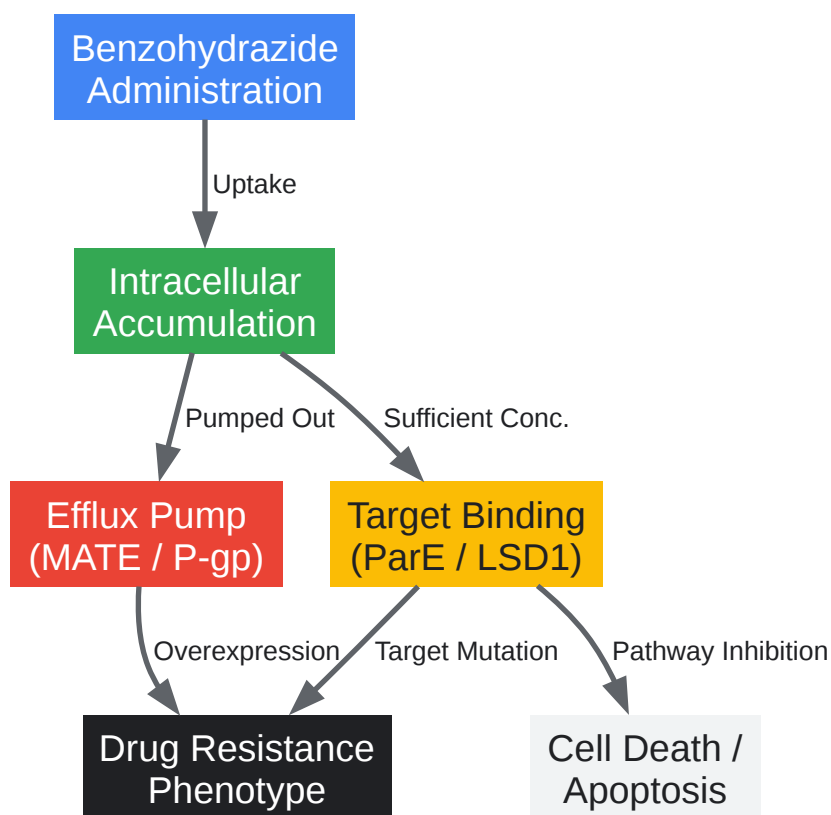 Benzohydrazide
Administration
Uptake
Intracellular
Accumulation
Pumped Out
Sufficient Conc.
Efflux Pump
(MATE / P-gp)
Target Binding
(ParE / LSD1)
Overexpression
Target Mutation
Pathway Inhibition
Drug Resistance
Phenotype
Cell Death /
Apoptosis